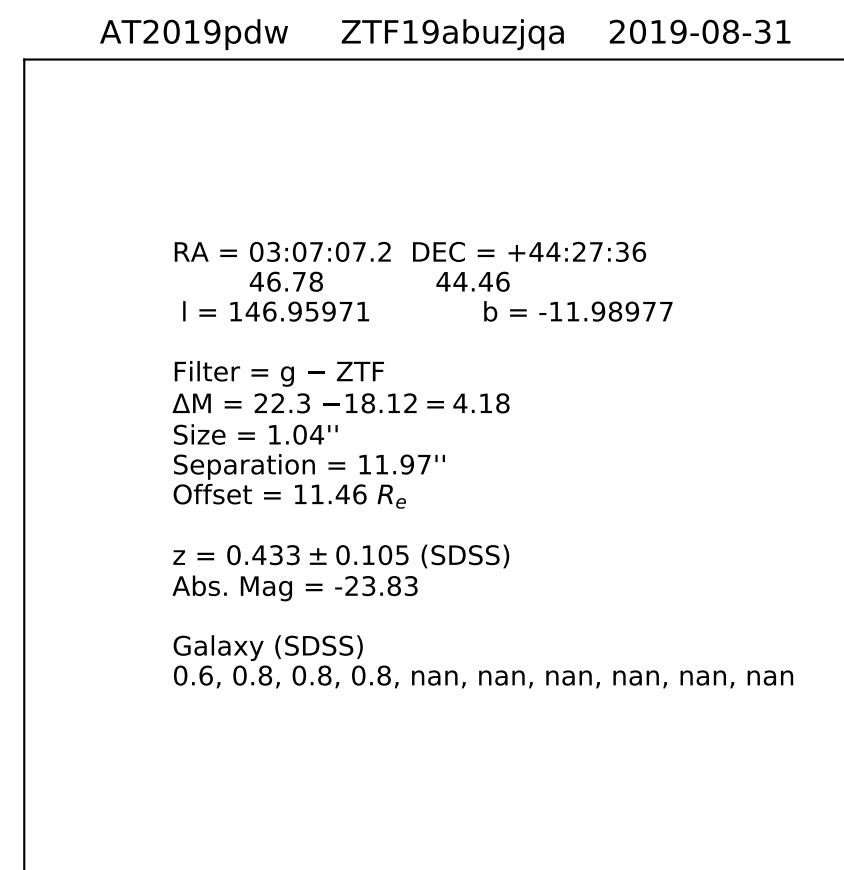 AT2019pdw ZTF19abuzjqa 2019-08-31
RA = 03:07:07.2 DEC = +44:27:36
46.78 44.46
l = 146.95971 b = -11.98977
Filter = g − ZTF
ΔM = 22.3 −18.12 = 4.18
Size = 1.04''
Separation = 11.97''
Offset = 11.46 Rₑ
z = 0.433 ± 0.105 (SDSS)
Abs. Mag = -23.83
Galaxy (SDSS)
0.6, 0.8, 0.8, 0.8, nan, nan, nan, nan, nan, nan